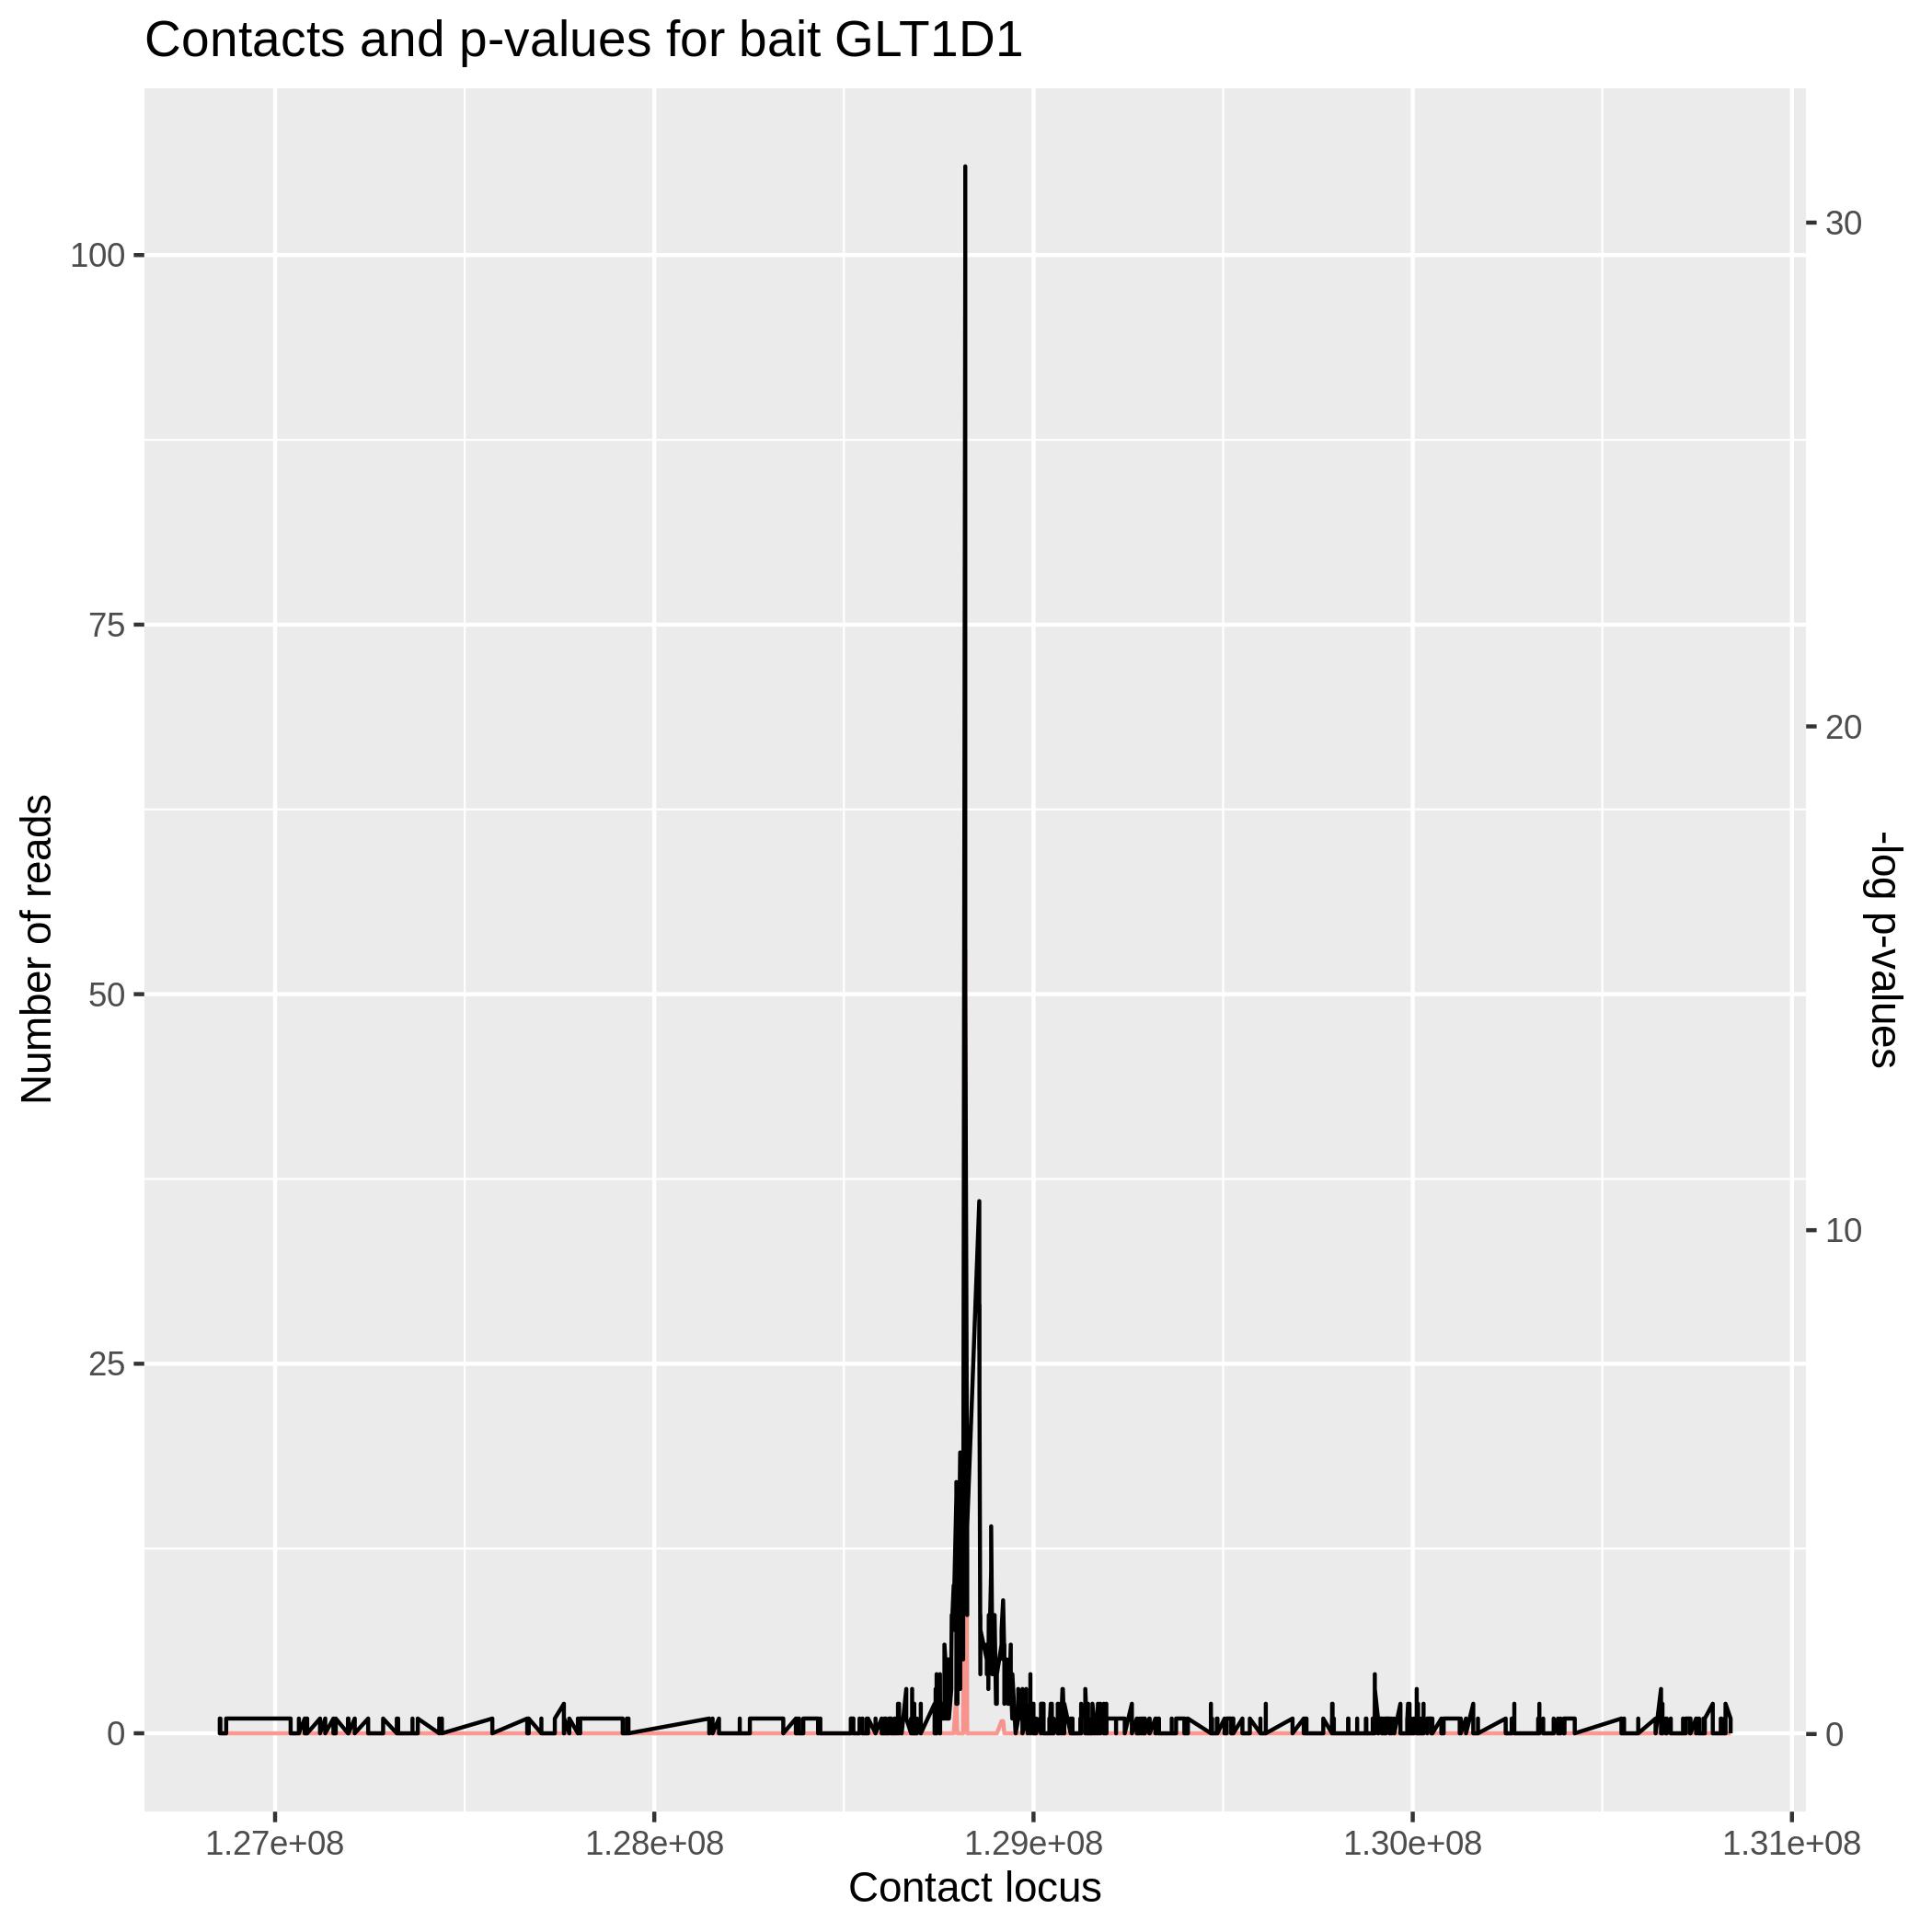 Contacts and p-values for bait GLT1D1
100
75
50
25
0
Number of reads
30
20
10
0
-log p-values
1.27e+08
1.28e+08
1.29e+08
1.30e+08
1.31e+08
Contact locus